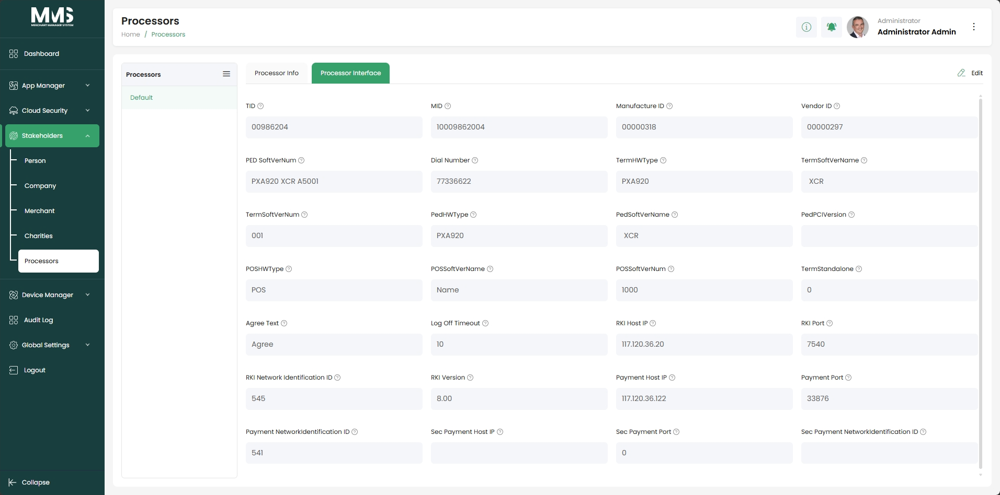 MMS
MERCHANT MANAGER SYSTEM
Dashboard
App Manager
Cloud Security
Stakeholders
Person
Company
Merchant
Charities
Processors
Device Manager
Audit Log
Global Settings
Logout
Collapse
Processors
Home / Processors
Administrator
Administrator Admin
Processors
Default
Processor Info
Processor Interface
Edit
TID
MID
Manufacture ID
Vendor ID
00986204
10009862004
00000318
00000297
PED SoftVerNum
Dial Number
TermHWType
TermSoftVerName
PXA920 XCR A5001
77336622
PXA920
XCR
TermSoftVerNum
PedHWType
PedSoftVerName
PedPCIVersion
001
PXA920
XCR
POSHWType
POSSoftVerName
POSSoftVerNum
TermStandalone
POS
Name
1000
0
Agree Text
Log Off Timeout
RKI Host IP
RKI Port
Agree
10
117.120.36.20
7540
RKI Network Identification ID
RKI Version
Payment Host IP
Payment Port
545
8.00
117.120.36.122
33876
Payment NetworkIdentification ID
Sec Payment Host IP
Sec Payment Port
Sec Payment NetworkIdentification ID
541
0